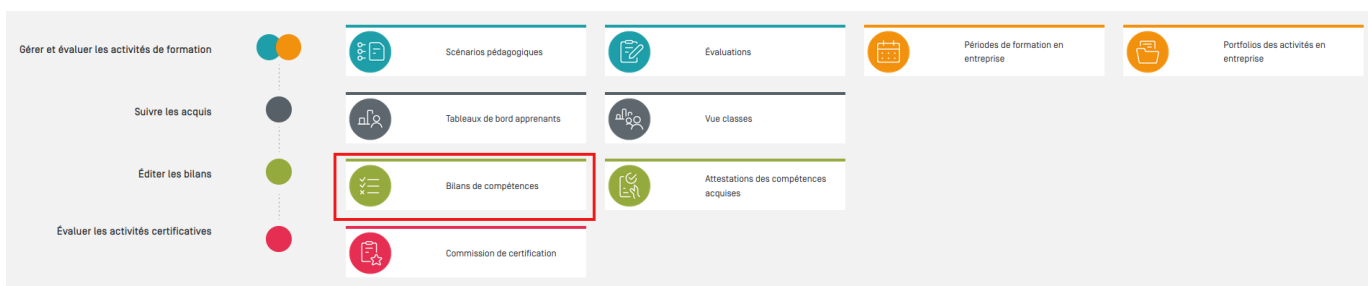 Gérer et évaluer les activités de formation
Scénarios pédagogiques
Évaluations
Périodes de formation en
entreprise
Portfolios des activités en
entreprise
Suivre les acquis
Tableaux de bord apprenants
Vue classes
Éditer les bilans
Bilans de compétences
Attestations des compétences
acquises
Évaluer les activités certificatives
Commission de certification